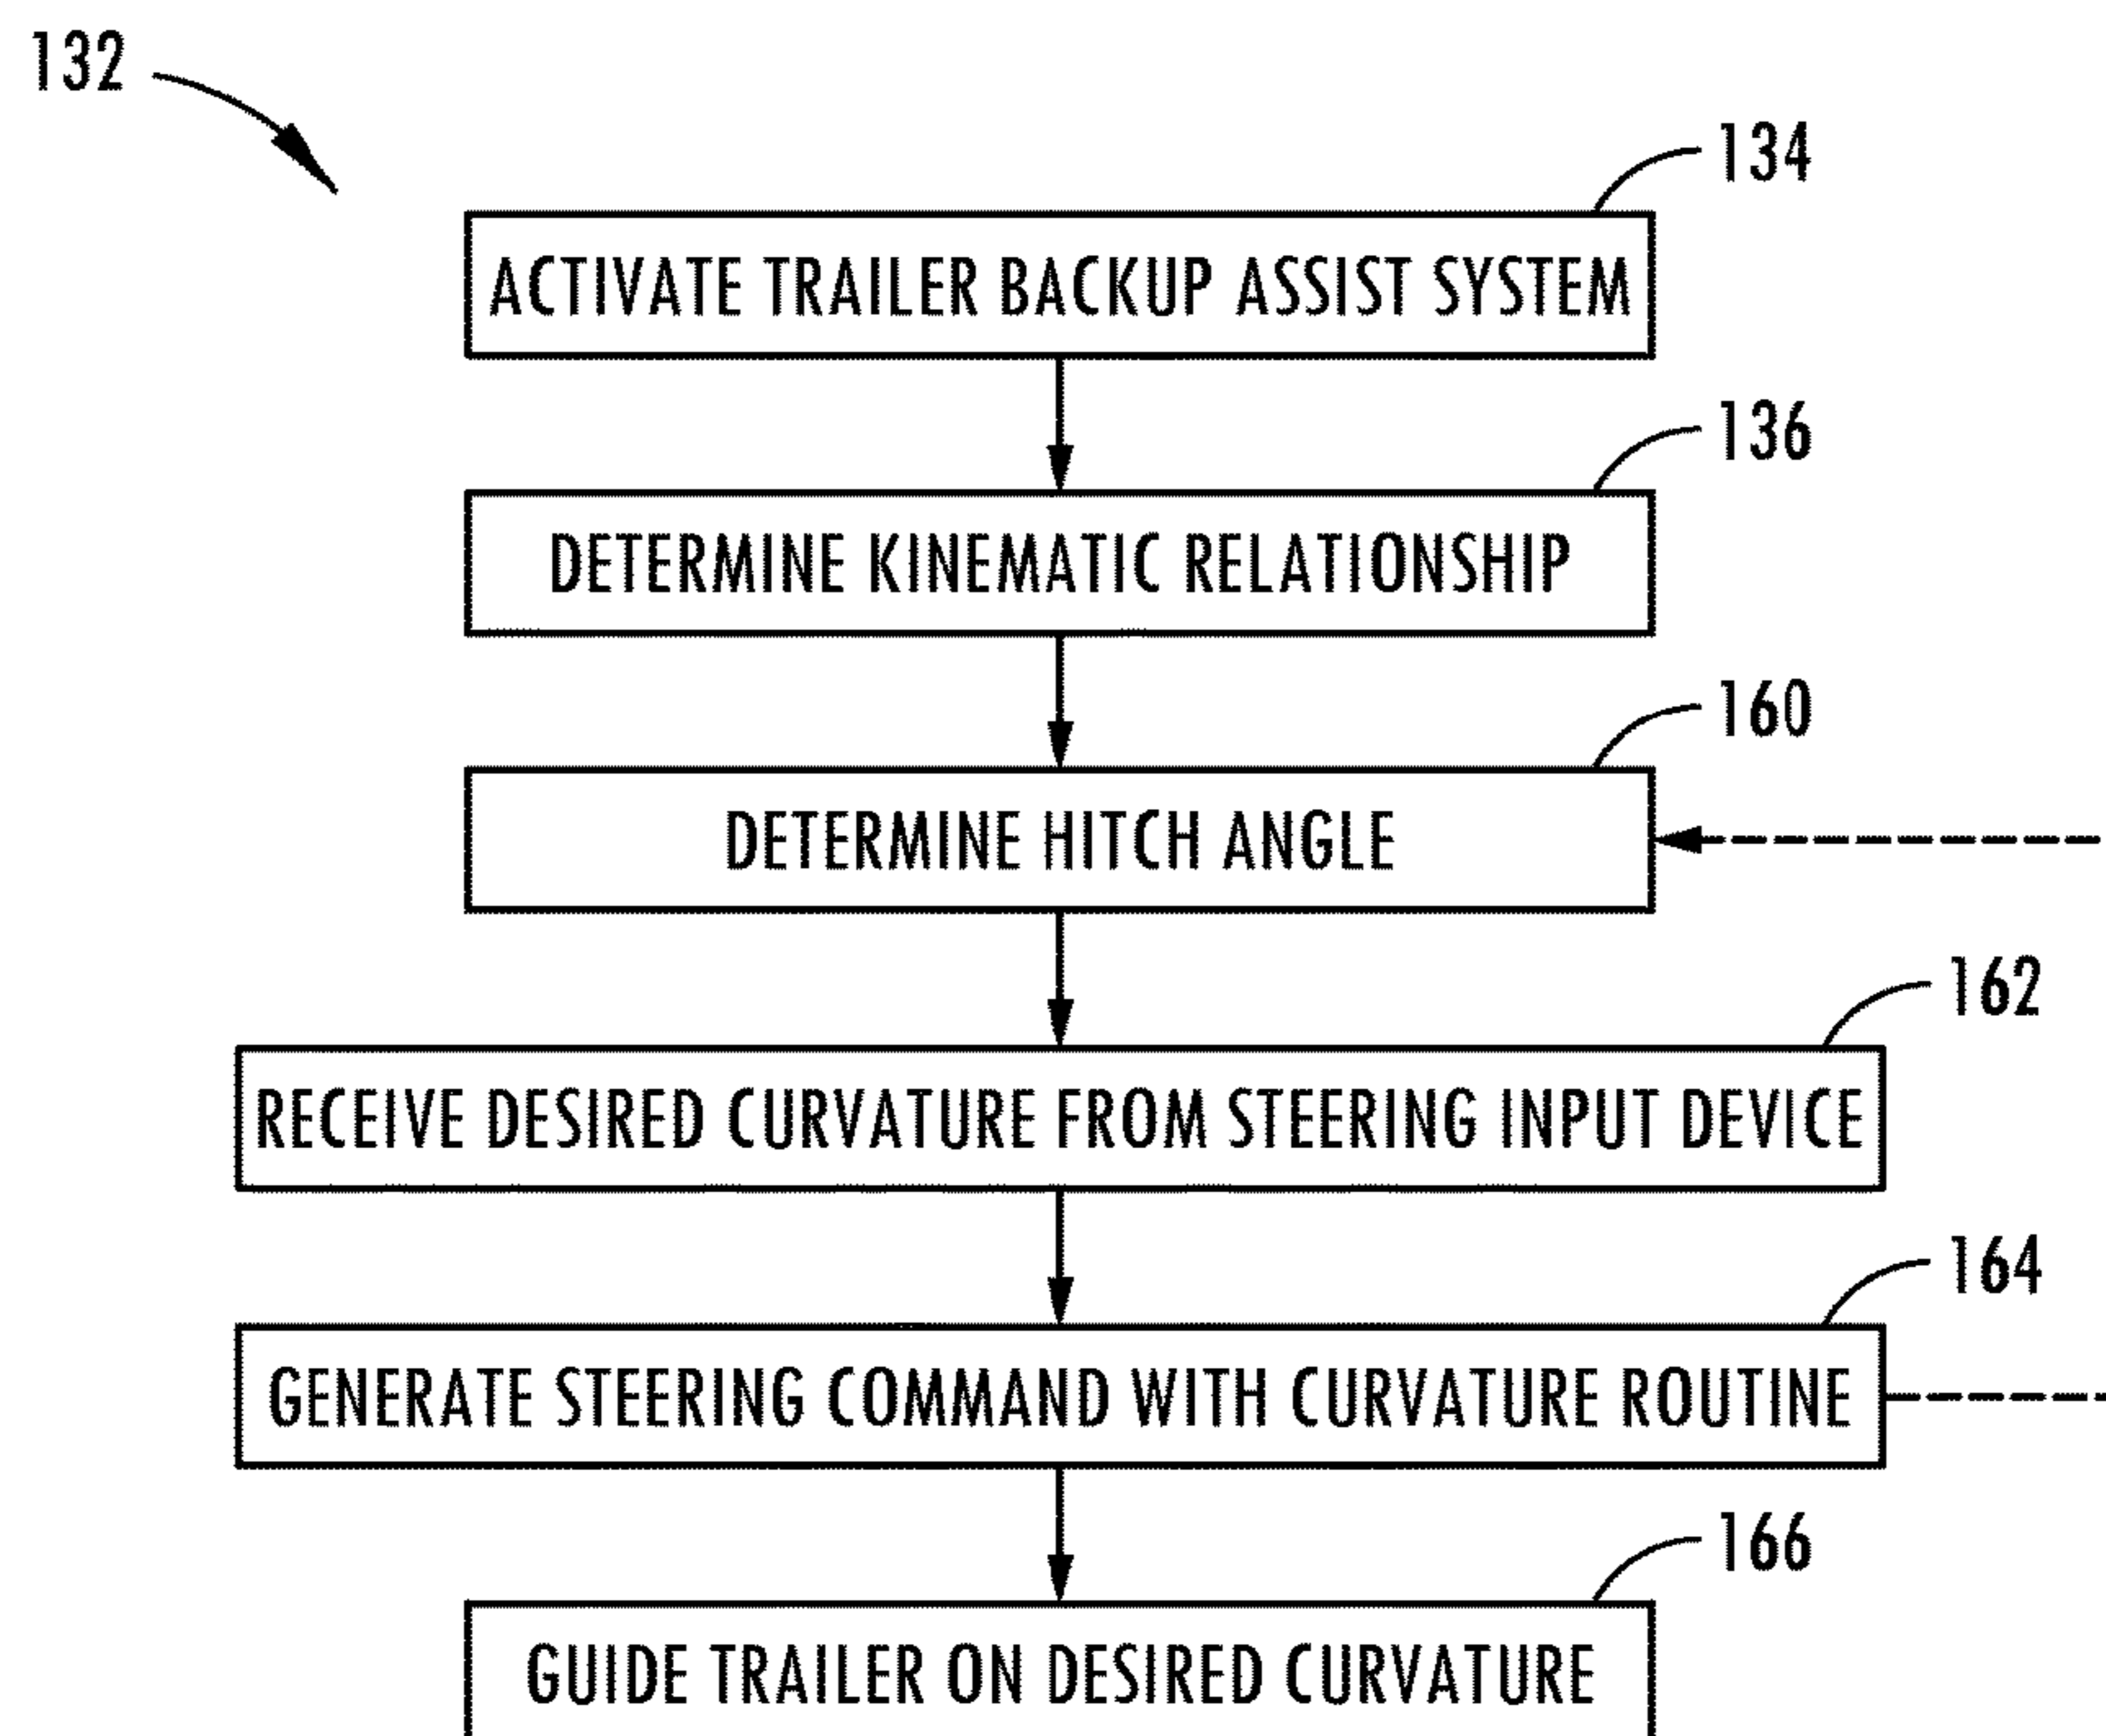 132
134
ACTIVATE TRAILER BACKUP ASSIST SYSTEM
136
DETERMINE KINEMATIC RELATIONSHIP
160
DETERMINE HITCH ANGLE
162
RECEIVE DESIRED CURVATURE FROM STEERING INPUT DEVICE
164
GENERATE STEERING COMMAND WITH CURVATURE ROUTINE
166
GUIDE TRAILER ON DESIRED CURVATURE